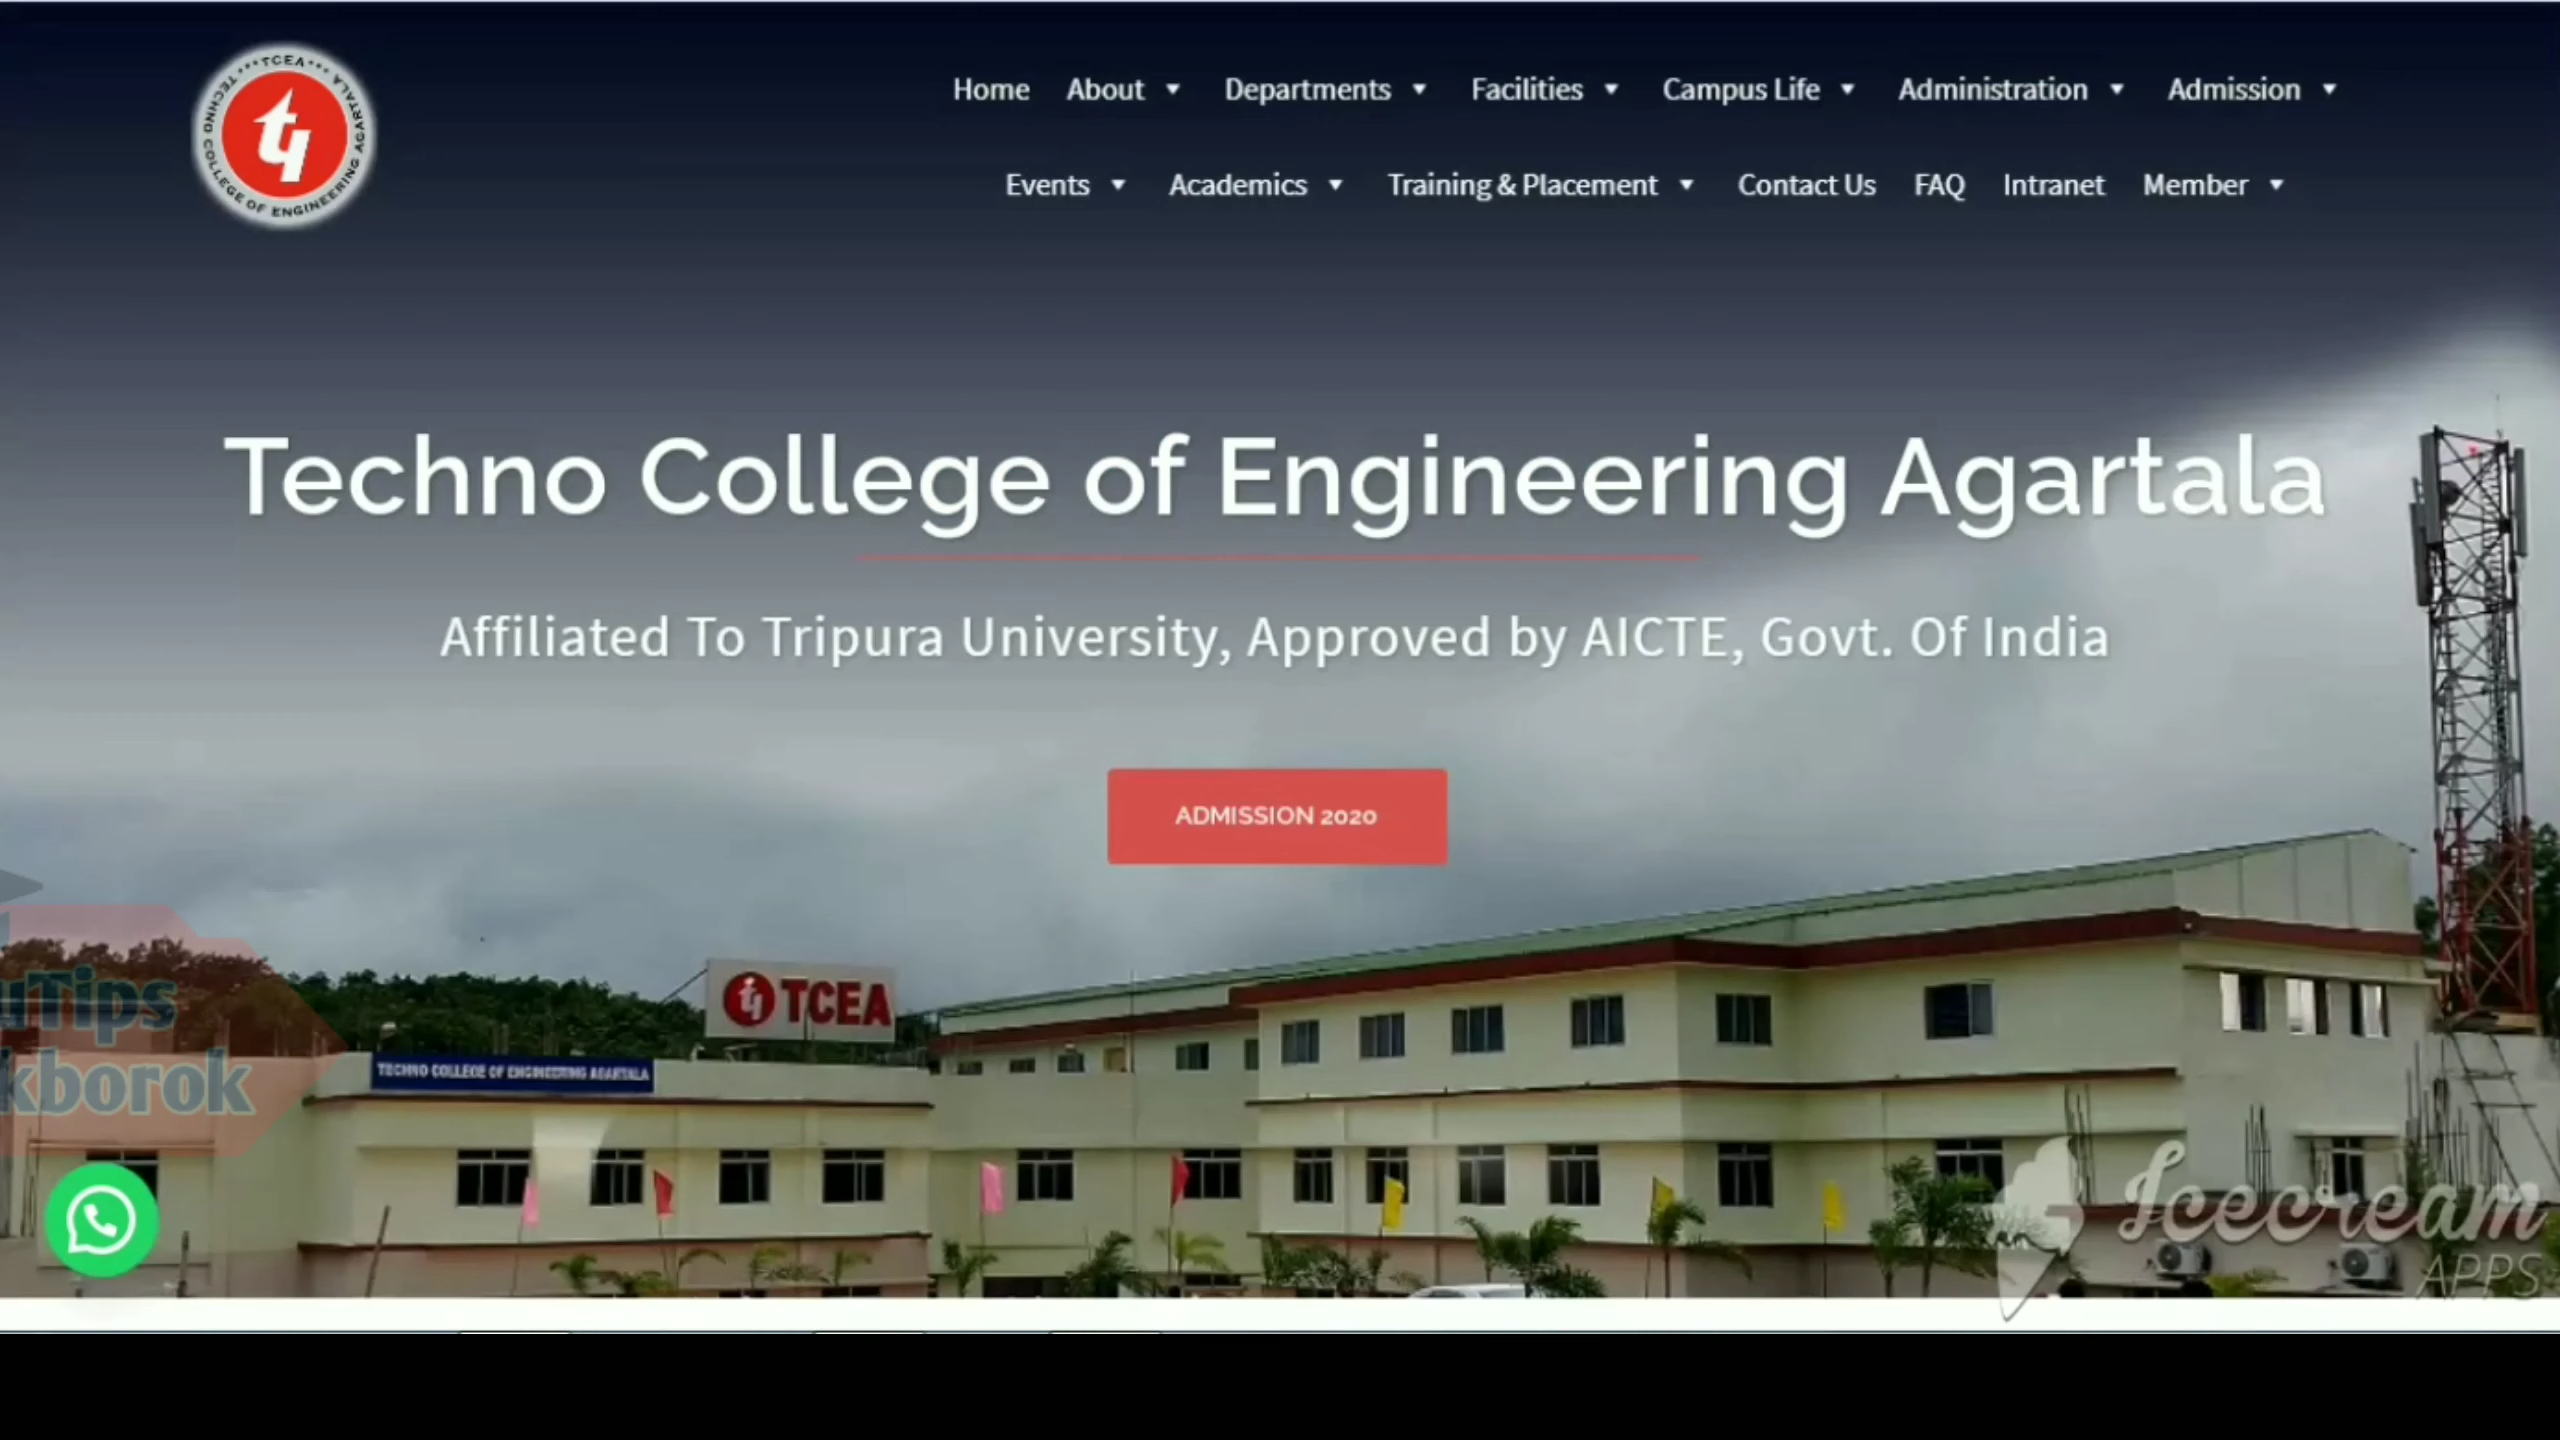 ***TCEA***
TECHNO COLLEGE OF ENGINEERING AGARTALA
Home About Departments Facilities Campus Life Administration Admission
Events Academics Training & Placement Contact Us FAQ Intranet Member
Techno College of Engineering Agartala
Affiliated To Tripura University, Approved by AICTE, Govt. Of India
ADMISSION 2020
TCEA
TECHNO COLLEGE OF ENGINEERING AGARTALA
uTips
kborok
Icecream
APPS